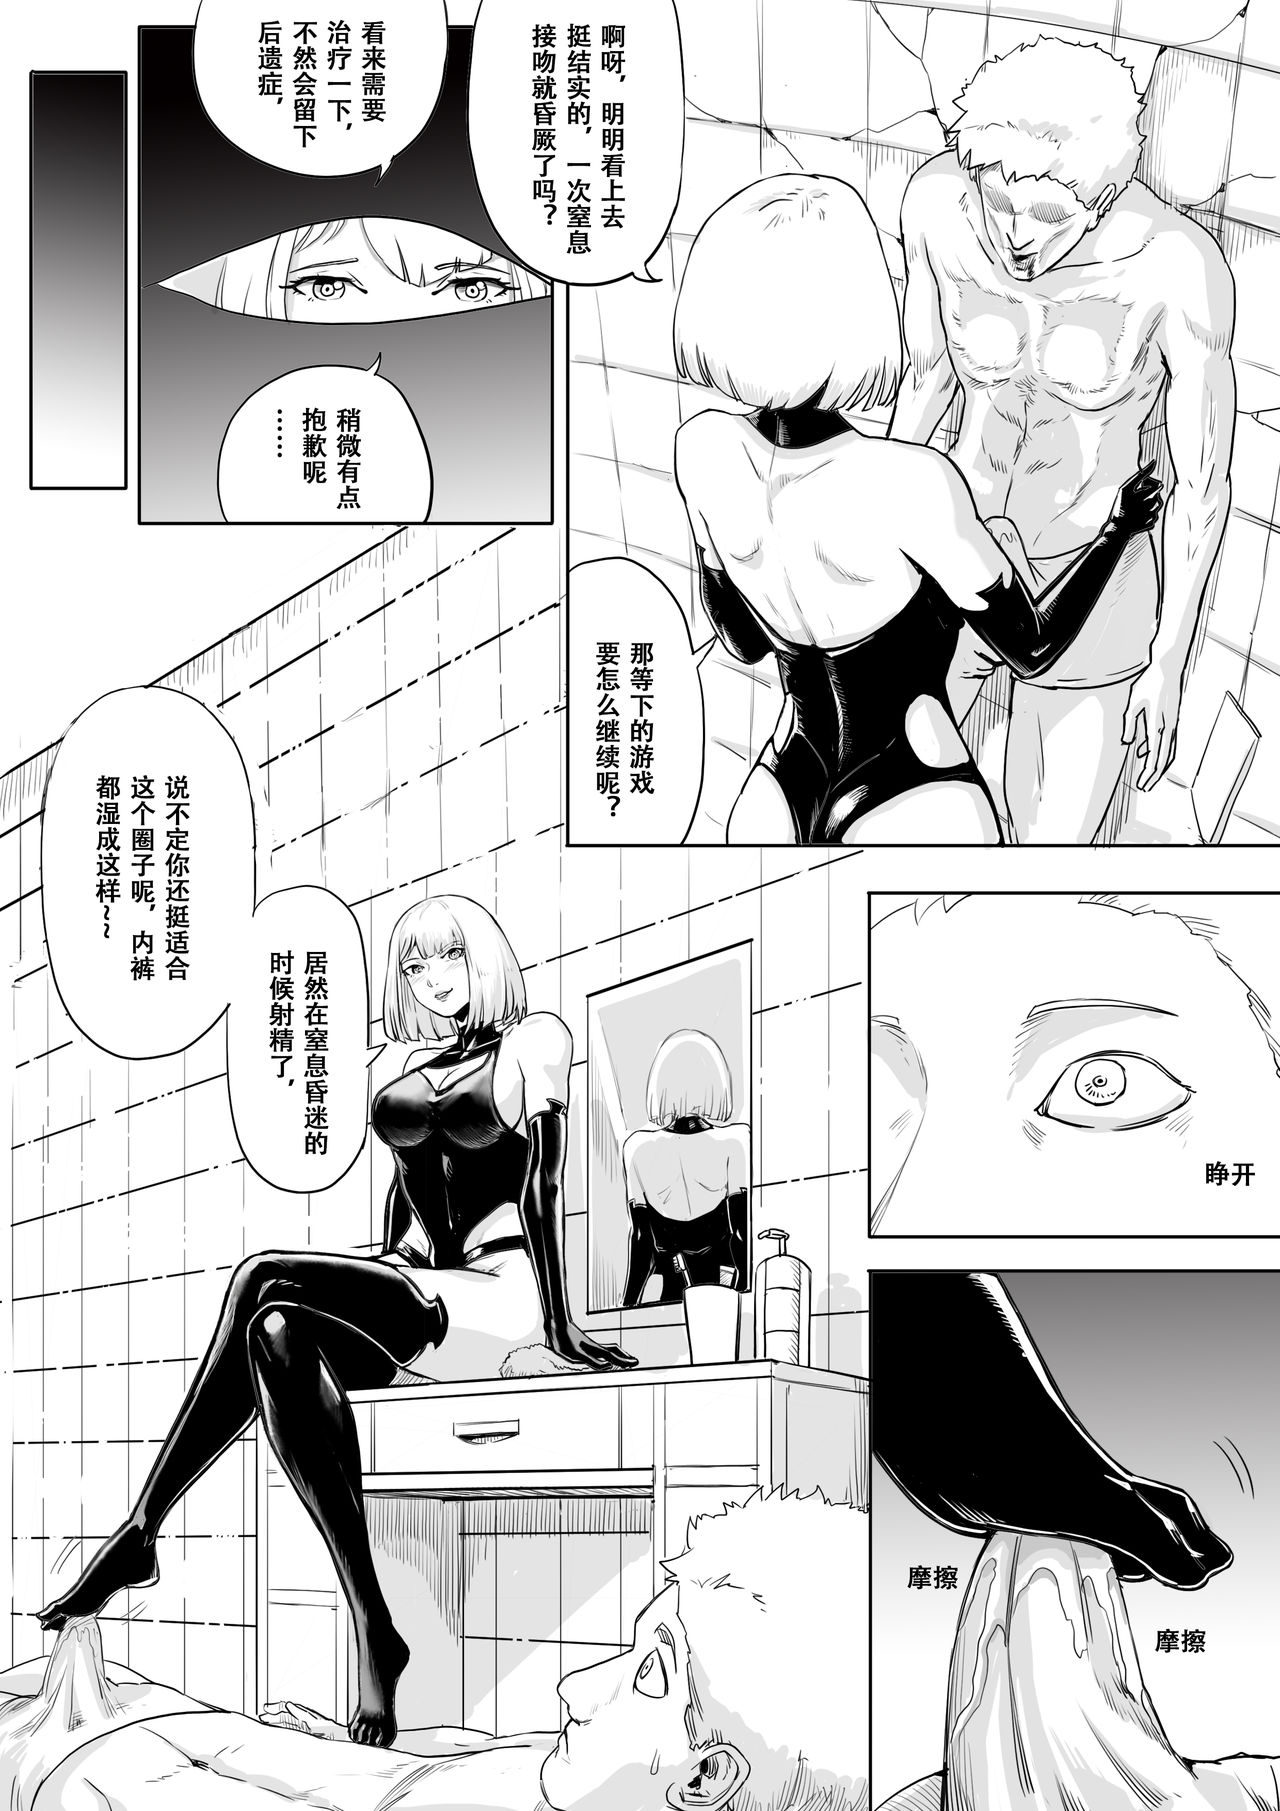 啊呀，明明看上去
挺结实的，一次窒息
接吻就昏厥了吗？
看来需要
治疗一下，
不然会留下
后遗症，
稍微有点
抱歉呢
……
那等下的游戏
要怎么继续呢？
睁开
居然在窒息昏迷的
时候射精了，
说不定你还挺适合
这个圈子呢，内裤
都湿成这样~~
摩擦
摩擦